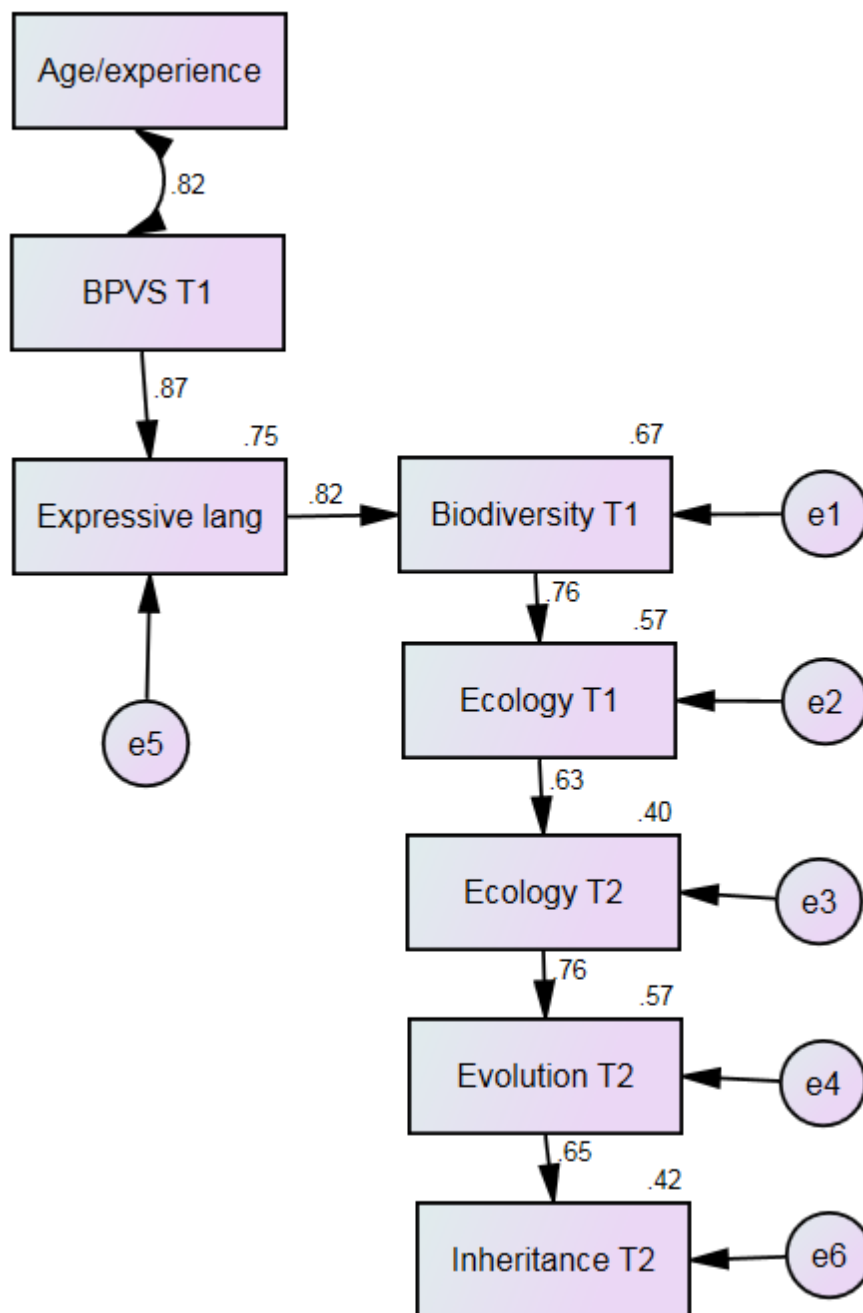 Age/experience
.82
BPVS T1
.87
.75
.67
Expressive lang
.82
Biodiversity T1
e1
.76
.57
Ecology T1
e2
e5
.63
.40
Ecology T2
e3
.76
.57
Evolution T2
e4
.65
.42
Inheritance T2
e6